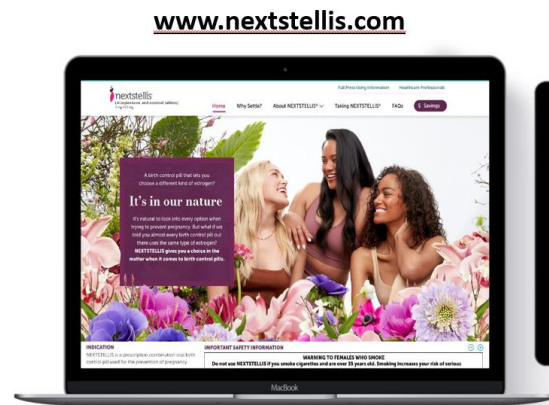 www.nextstellis.com
Full Prescribing Information Healthcare Professionals
nextstellis
(drospirenone and estetrol tablets)
Home Why Settle? About NEXTSTELLIS® Taking NEXTSTELLIS® FAQs $ Savings
A birth control pill that lets you
choose a different kind of estrogen?
It's in our nature
It's natural to look into every option when
trying to prevent pregnancy. But what if we
told you almost every birth control pill out
there uses the same type of estrogen?
NEXTSTELLIS gives you a choice in the
matter when it comes to birth control pills.
INDICATION
NEXTSTELLIS is a prescription combination oral birth
control pill used for the prevention of pregnancy.
IMPORTANT SAFETY INFORMATION
WARNING TO FEMALES WHO SMOKE
Do not use NEXTSTELLIS if you smoke cigarettes and are over 35 years old. Smoking increases your risk of serious
MacBook